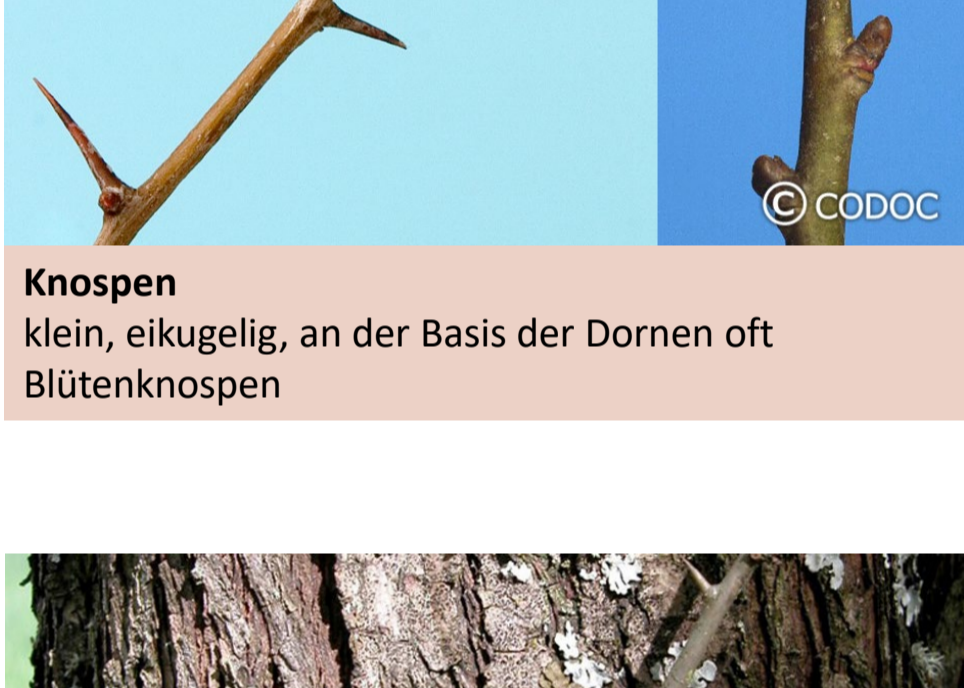 © CODOC
Knospen
klein, eikugelig, an der Basis der Dornen oft
Blütenknospen